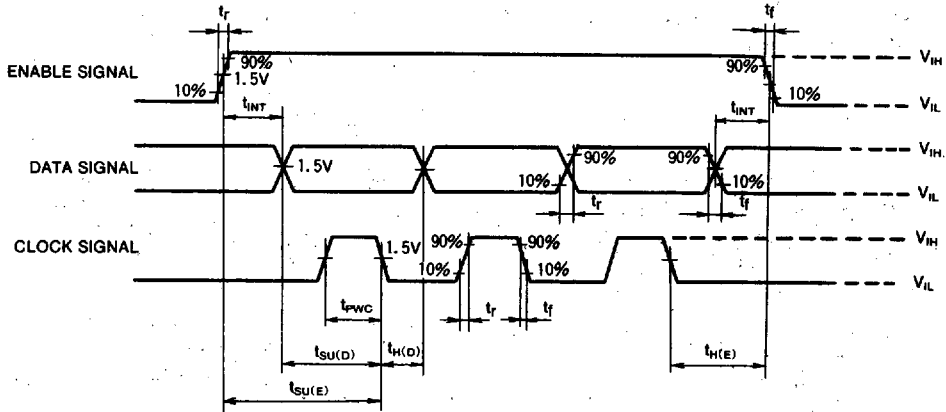 tr tf
90% 90% VIH
ENABLE SIGNAL 1.5V
10% 10% VIL
tINT tINT
90% 90% VIH
DATA SIGNAL 1.5V
10% 10%
tr tf VIL
CLOCK SIGNAL 1.5V 90% 90% VIH
10% 10% VIL
tPWC tr tf
tSU(D) tH(D) tH(E)
tSU(E)